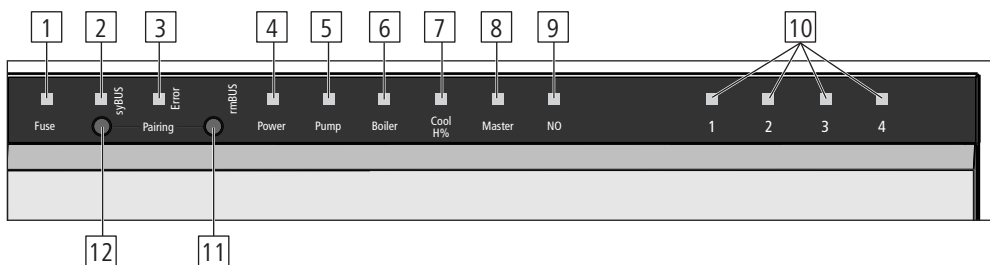 1 2 3 4 5 6 7 8 9 10
syBUS Error rmBUS
Fuse Pairing Power Pump Boiler Cool H% Master NO 1 2 3 4
12 11